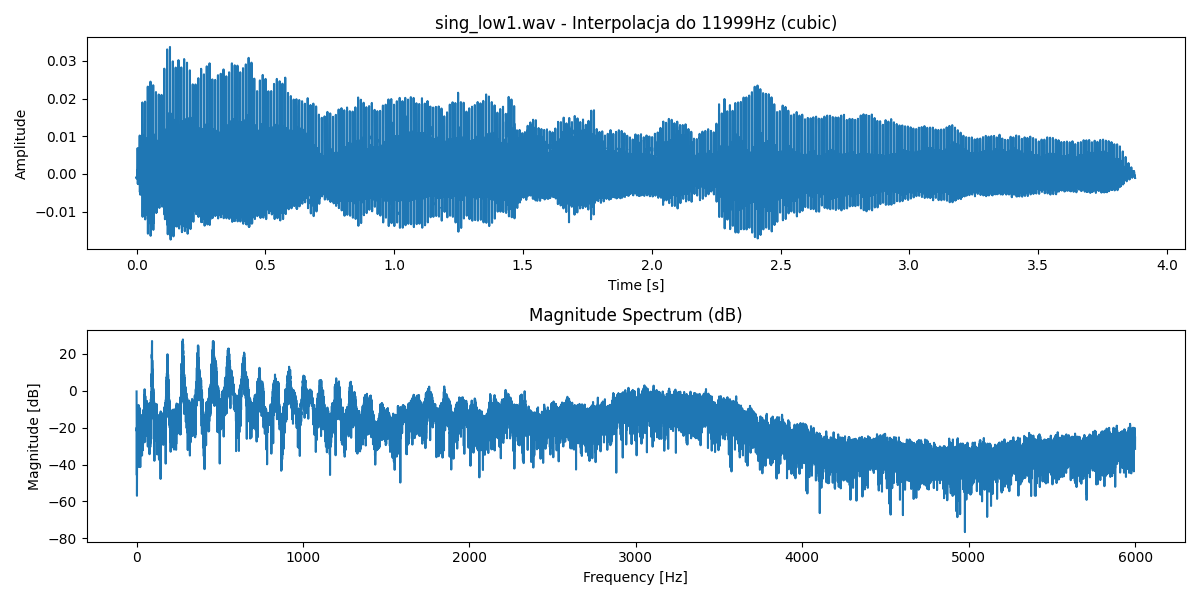 sing_low1.wav - Interpolacja do 11999Hz (cubic)
0.03
0.02
0.01
0.00
−0.01
Amplitude
0.0 0.5 1.0 1.5 2.0 2.5 3.0 3.5 4.0
Time [s]
Magnitude Spectrum (dB)
20
0
−20
−40
−60
−80
Magnitude [dB]
0 1000 2000 3000 4000 5000 6000
Frequency [Hz]